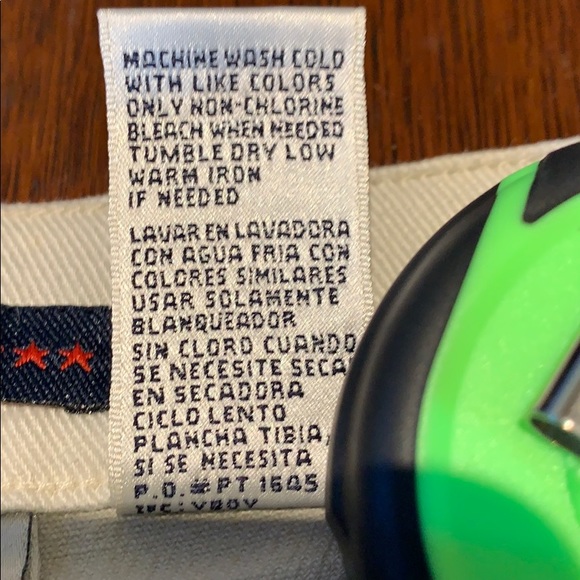 MACHINE WASH COLD
WITH LIKE COLORS
ONLY NON-CHLORINE
BLEACH WHEN NEEDED
TUMBLE DRY LOW
WARM IRON
IF NEEDED
LAVAR EN LAVADORA
CON AGUA FRIA CON
COLORES SIMILARES
USAR SOLAMENTE
BLANQUEADOR
SIN CLORO CUANDO
SE NECESITE SECAR
EN SECADORA
CICLO LENTO
PLANCHA TIBIA,
SI SE NECESITA
P.O.#PT 1645